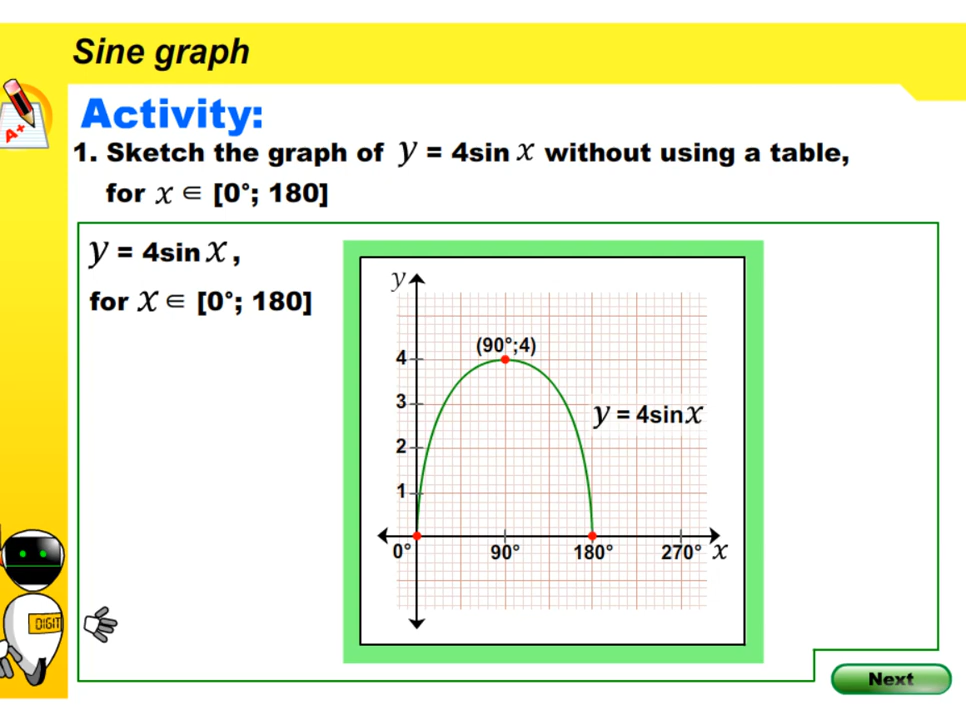 Sine graph
A+
Activity:
1. Sketch the graph of y = 4sin x without using a table,
for x ∈ [0°; 180]
y = 4sin x ,
for x ∈ [0°; 180]
y
(90°;4)
4
3
y = 4sinx
2
1
0° 90° 180° 270° x
DIGIT
Next